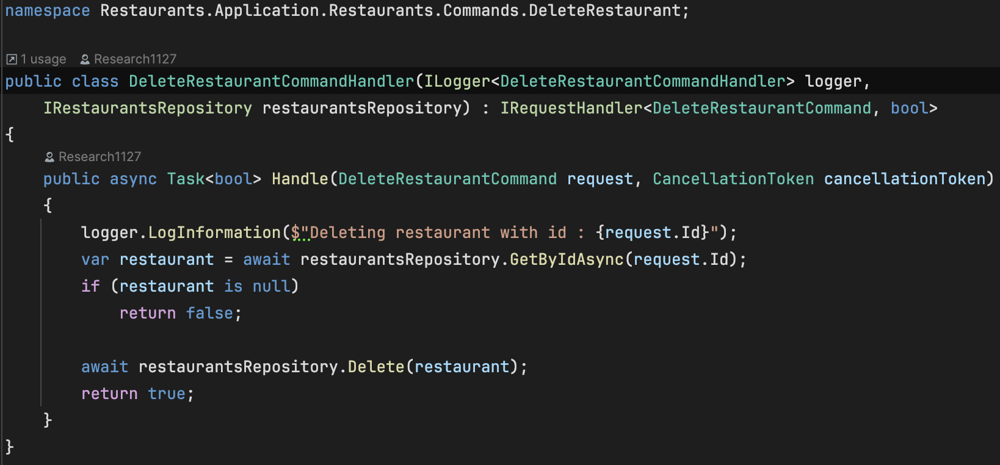 namespace Restaurants.Application.Restaurants.Commands.DeleteRestaurant;
1 usage Research1127
public class DeleteRestaurantCommandHandler(ILogger<DeleteRestaurantCommandHandler> logger,
    IRestaurantsRepository restaurantsRepository) : IRequestHandler<DeleteRestaurantCommand, bool>
{
    Research1127
    public async Task<bool> Handle(DeleteRestaurantCommand request, CancellationToken cancellationToken)
    {
        logger.LogInformation($"Deleting restaurant with id : {request.Id}");
        var restaurant = await restaurantsRepository.GetByIdAsync(request.Id);
        if (restaurant is null)
            return false;
        await restaurantsRepository.Delete(restaurant);
        return true;
    }
}